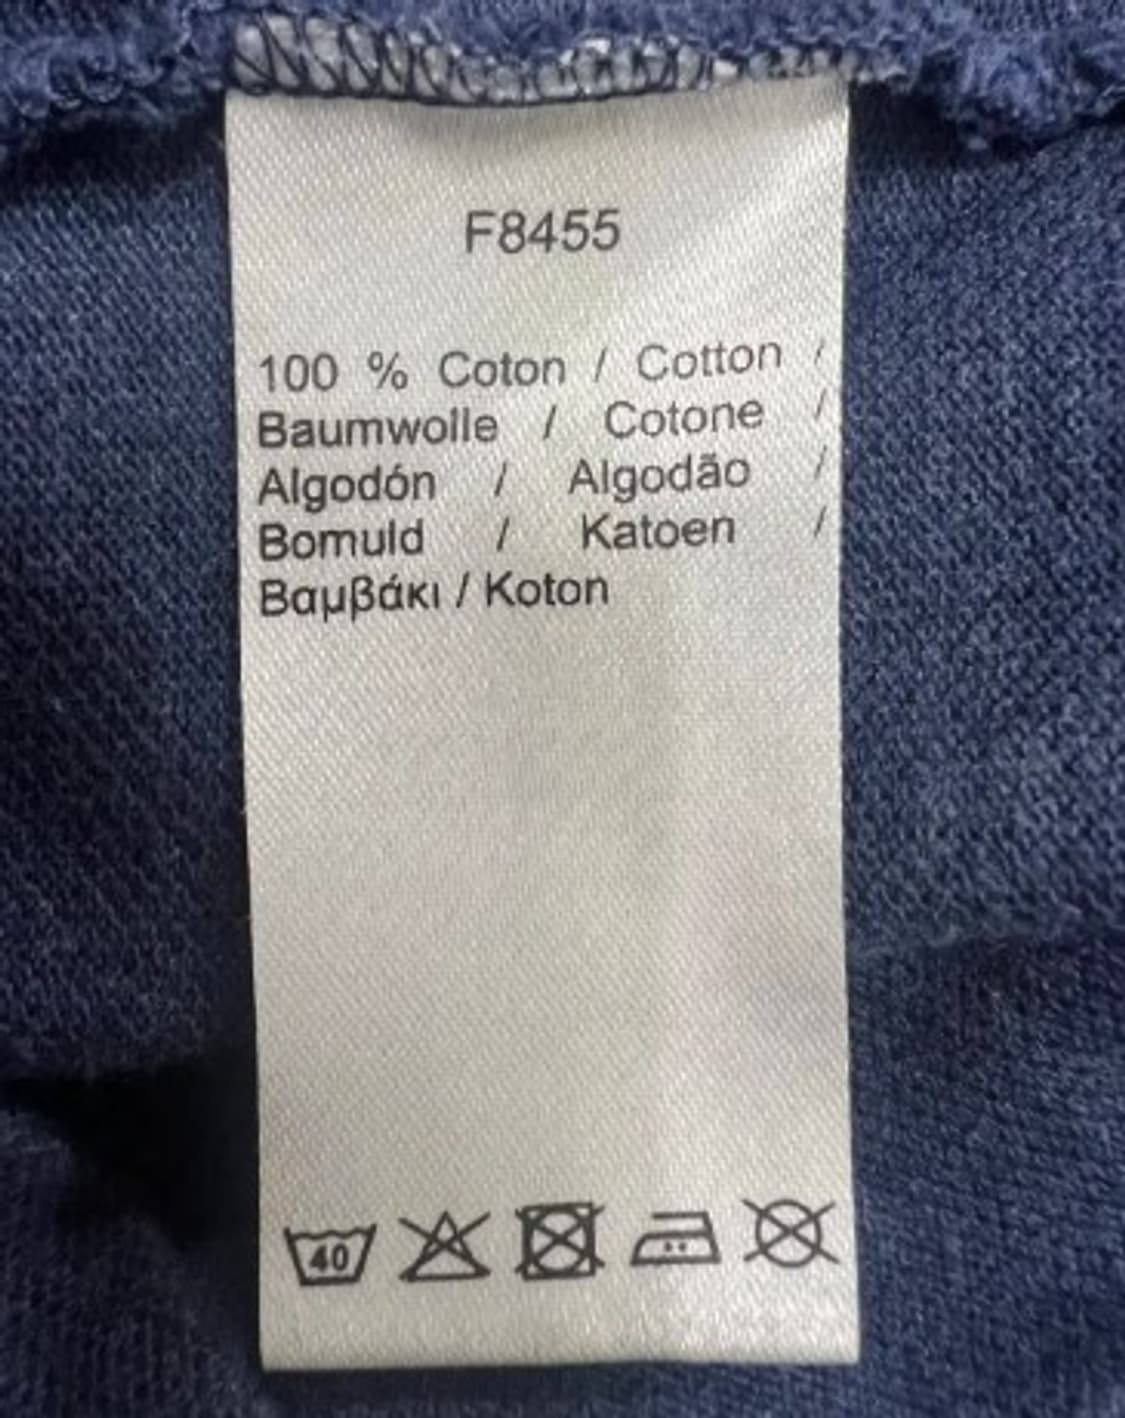 F8455
100 % Coton / Cotton /
Baumwolle / Cotone /
Algodón / Algodão /
Bomuld / Katoen /
Βαμβάκι / Koton
40